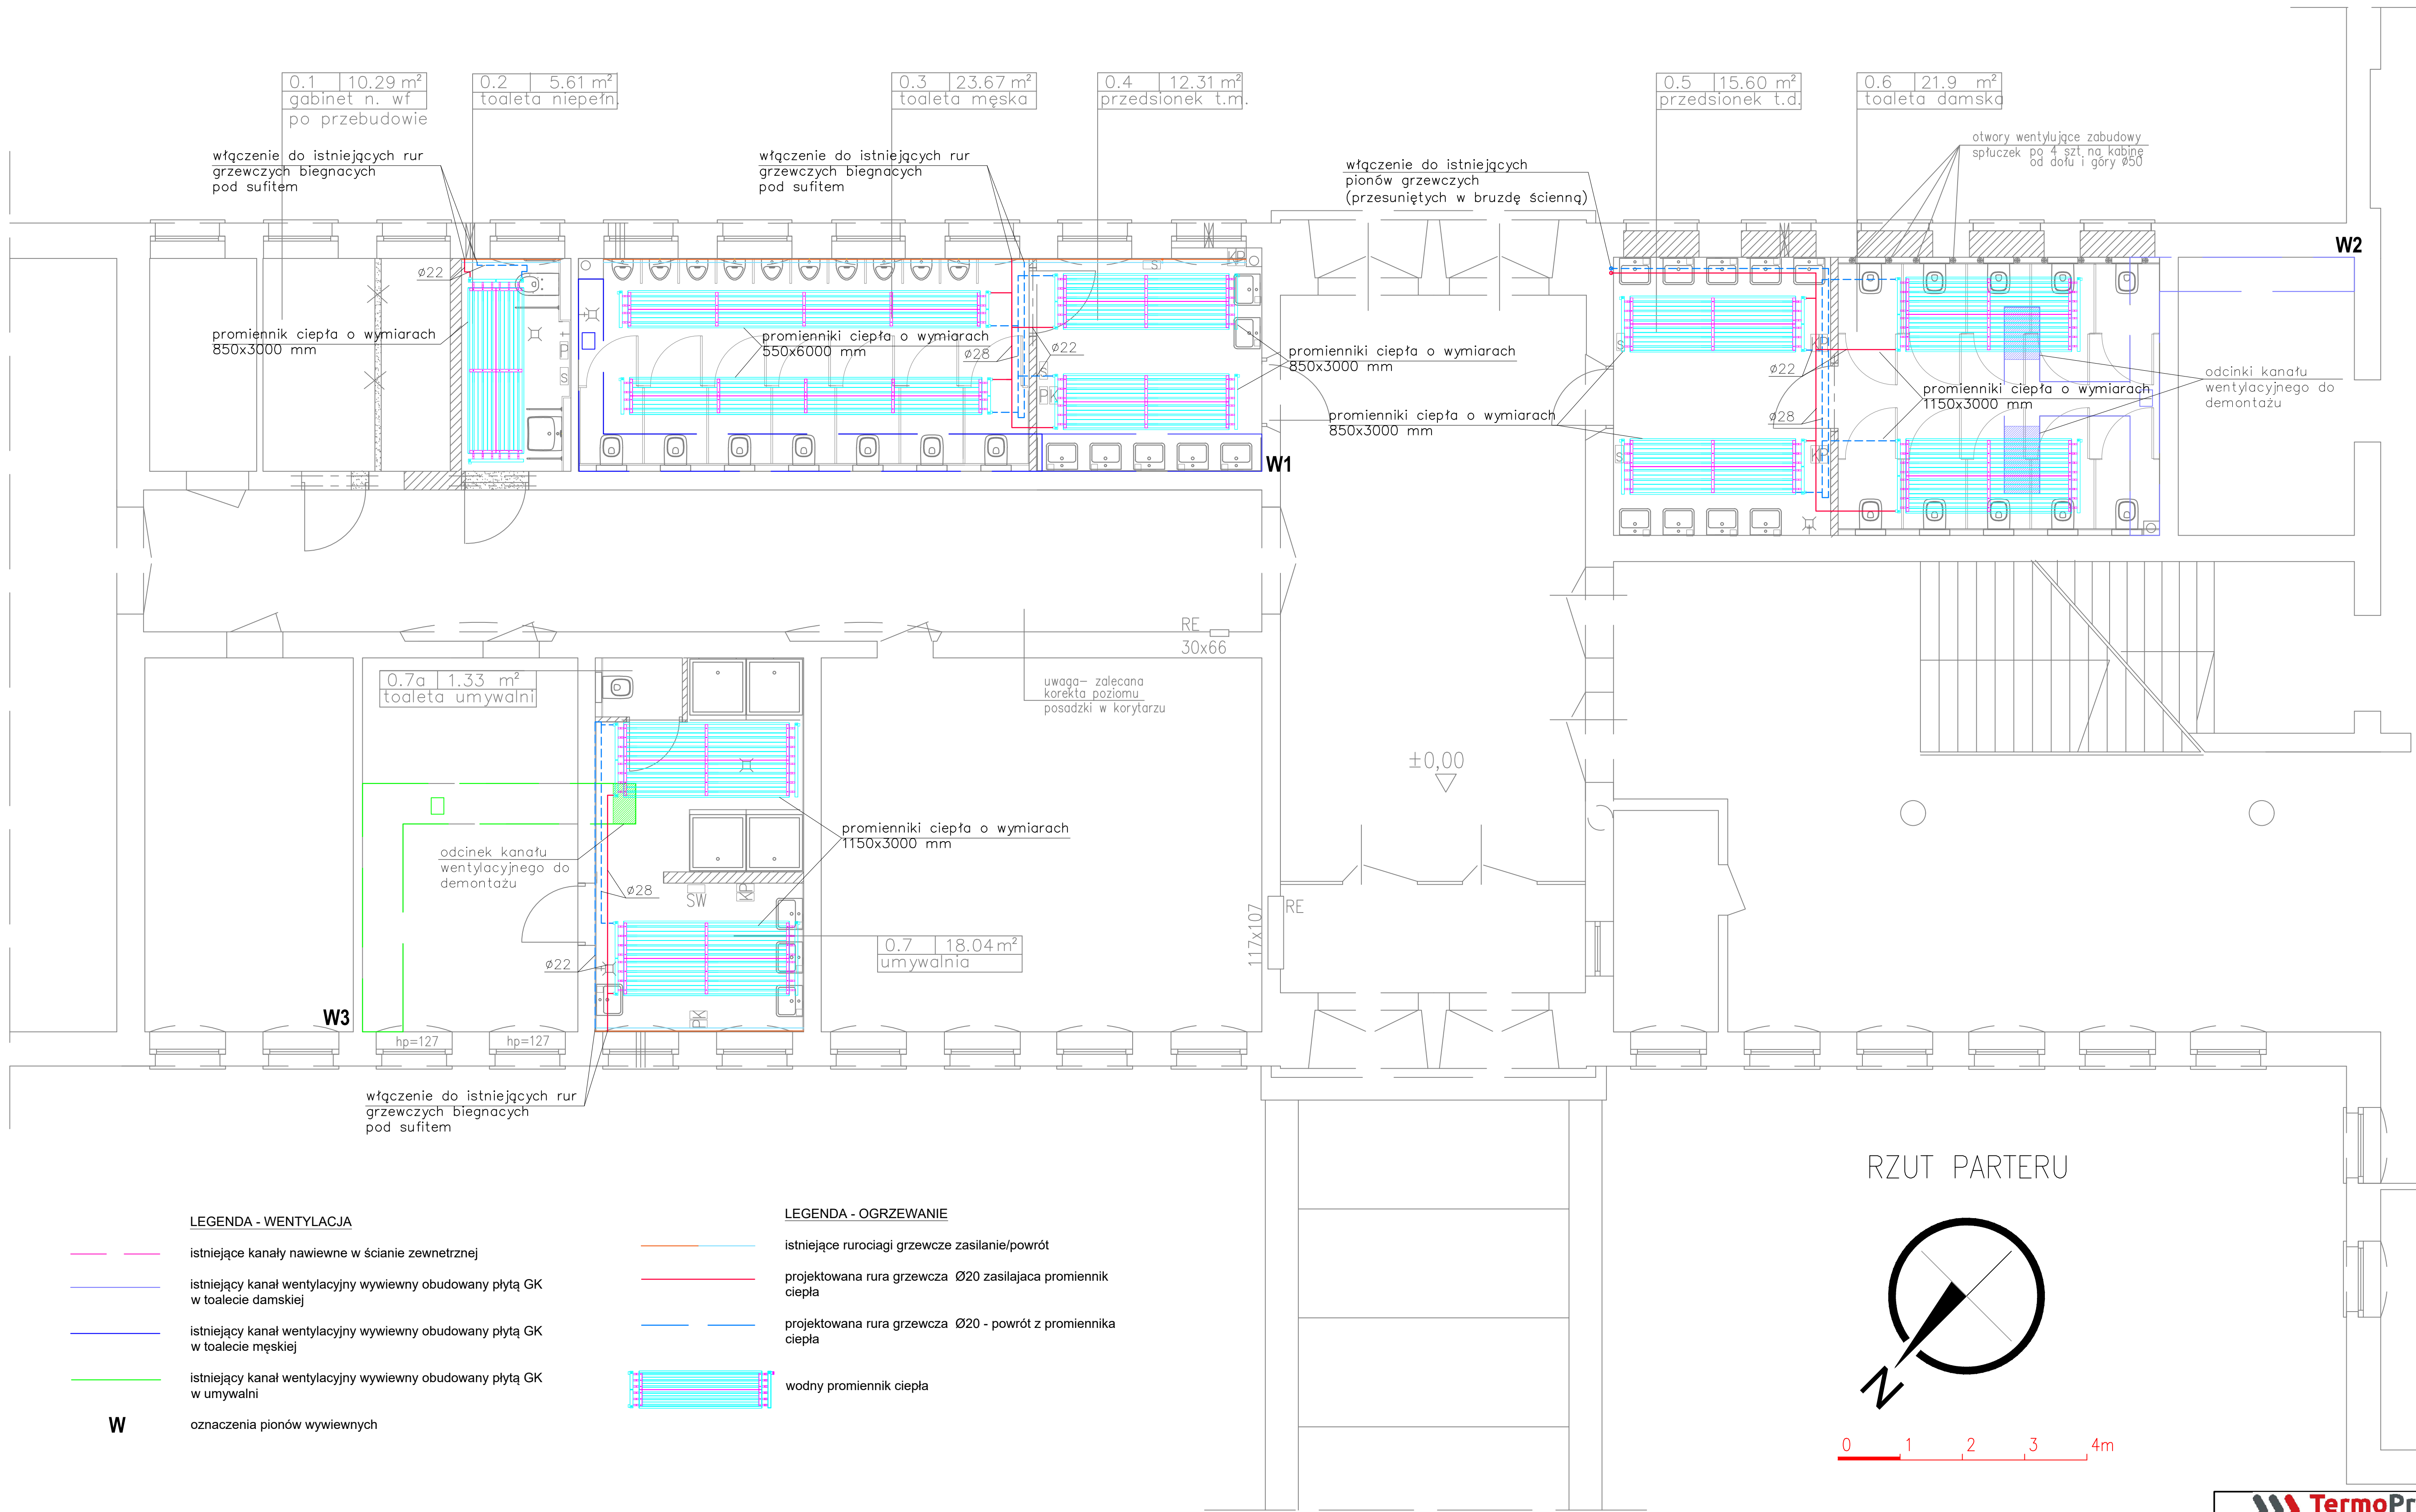 0.1 10.29 m²
gabinet n. wf
po przebudowie
0.2 5.61 m²
toaleta niepełn.
0.3 23.67 m²
toaleta męska
0.4 12.31 m²
przedsionek t.m.
0.5 15.60 m²
przedsionek t.d.
0.6 21.9 m²
toaleta damska
otwory wentylujące zabudowy
spłuczek po 4 szt na kabinę
od dołu i góry ø50
włączenie do istniejących rur
grzewczych biegnacych
pod sufitem
włączenie do istniejących rur
grzewczych biegnacych
pod sufitem
włączenie do istniejących
pionów grzewczych
(przesuniętych w bruzdę ścienną)
W2
ø22
KP
S
promiennik ciepła o wymiarach
850x3000 mm
P
S
promienniki ciepła o wymiarach
550x6000 mm
ø28
ø22
S
PK
promienniki ciepła o wymiarach
850x3000 mm
promienniki ciepła o wymiarach
850x3000 mm
S
KP
ø22
ø28
S
KP
promienniki ciepła o wymiarach
1150x3000 mm
odcinki kanału
wentylacyjnego do
demontażu
W1
RE
30x66
0.7a 1.33 m²
toaleta umywalni
uwaga- zalecana
korekta poziomu
posadzki w korytarzu
±0,00
promienniki ciepła o wymiarach
1150x3000 mm
odcinek kanału
wentylacyjnego do
demontażu
ø28
SW
KP
RE
117x107
0.7 18.04 m²
umywalnia
ø22
W3
PK
hp=127
hp=127
włączenie do istniejących rur
grzewczych biegnacych
pod sufitem
RZUT PARTERU
N
0 1 2 3 4m
LEGENDA - WENTYLACJA
istniejące kanały nawiewne w ścianie zewnetrznej
istniejący kanał wentylacyjny wywiewny obudowany płytą GK
w toalecie damskiej
istniejący kanał wentylacyjny wywiewny obudowany płytą GK
w toalecie męskiej
istniejący kanał wentylacyjny wywiewny obudowany płytą GK
w umywalni
W oznaczenia pionów wywiewnych
LEGENDA - OGRZEWANIE
istniejące rurociagi grzewcze zasilanie/powrót
projektowana rura grzewcza Ø20 zasilajaca promiennik
ciepła
projektowana rura grzewcza Ø20 - powrót z promiennika
ciepła
wodny promiennik ciepła
TermoPr